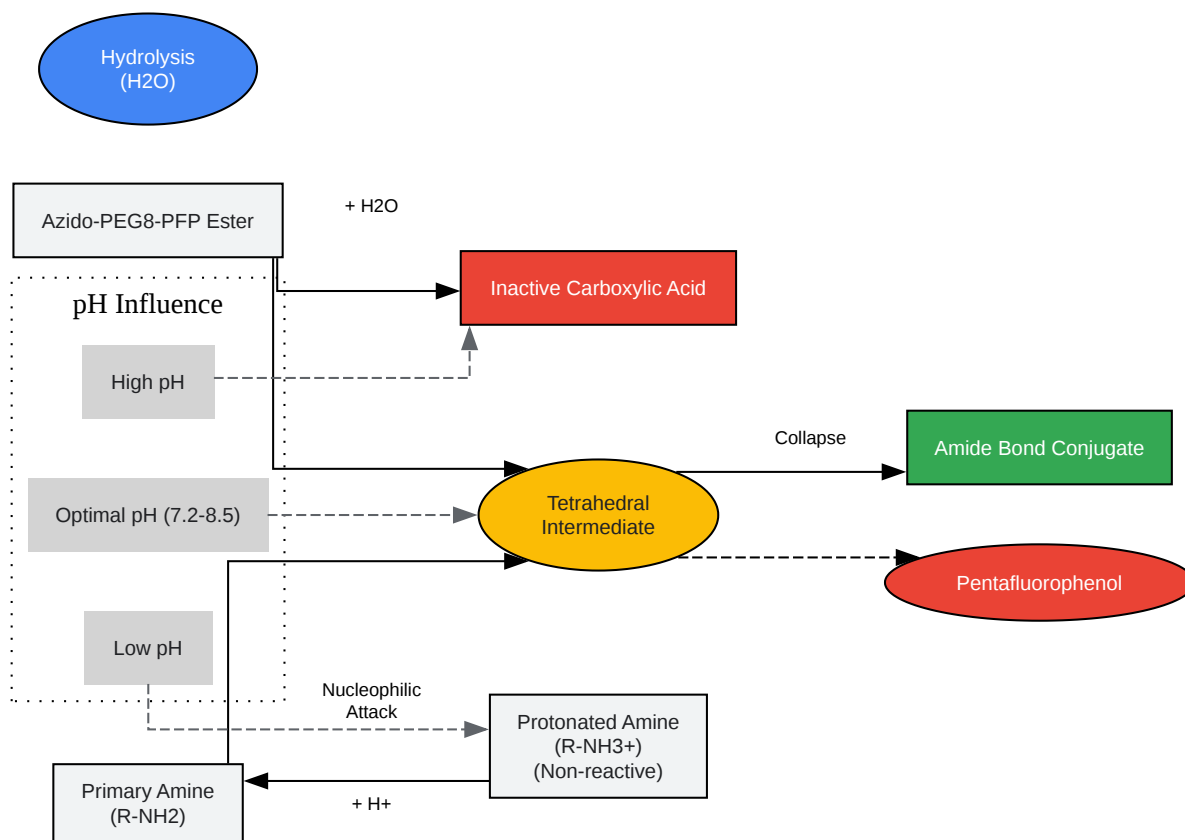 Hydrolysis
(H2O)
Azido-PEG8-PFP Ester
+ H2O
Inactive Carboxylic Acid
pH Influence
High pH
Collapse
Amide Bond Conjugate
Optimal pH (7.2-8.5)
Tetrahedral
Intermediate
Pentafluorophenol
Low pH
Nucleophilic
Attack
Protonated Amine
(R-NH3+)
(Non-reactive)
Primary Amine
(R-NH2)
+ H+